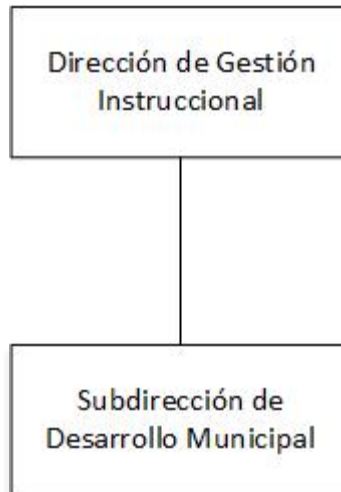 Dirección de Gestión
Instruccional
Subdirección de
Desarrollo Municipal